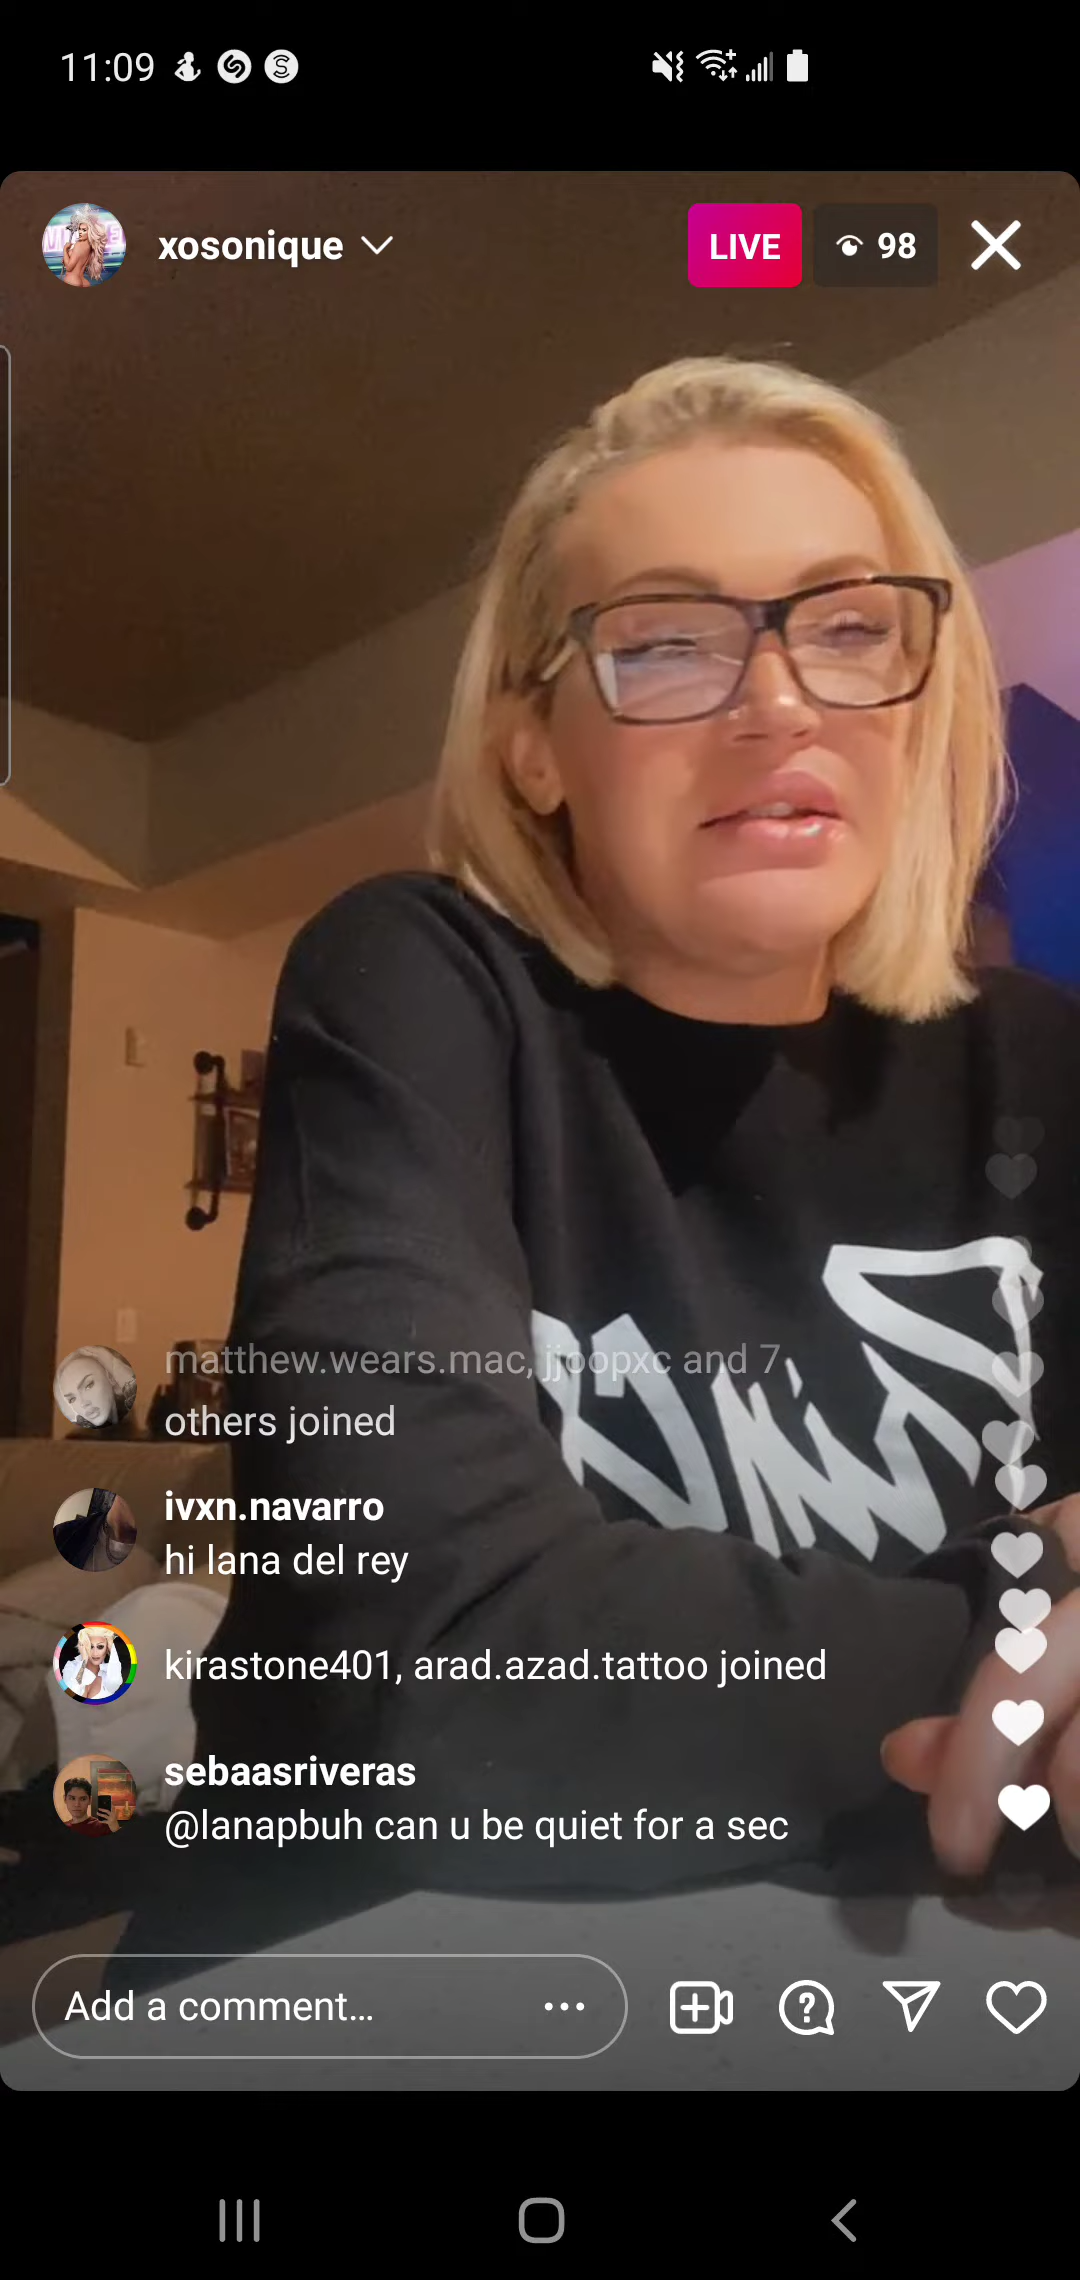 11:09
xosonique
LIVE
98
matthew.wears.mac, jjoopxc and 7
others joined
ivxn.navarro
hi lana del rey
kirastone401, arad.azad.tattoo joined
sebaasriveras
@lanapbuh can u be quiet for a sec
Add a comment...